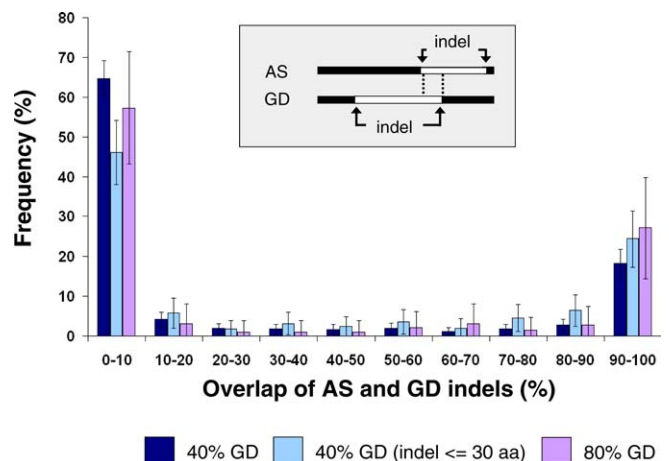 80
70
60
50
40
30
20
10
0
Frequency (%)
indel
AS
GD
indel
0-10 10-20 20-30 30-40 40-50 50-60 60-70 70-80 80-90 90-100
Overlap of AS and GD indels (%)
40% GD 40% GD (indel <= 30 aa) 80% GD